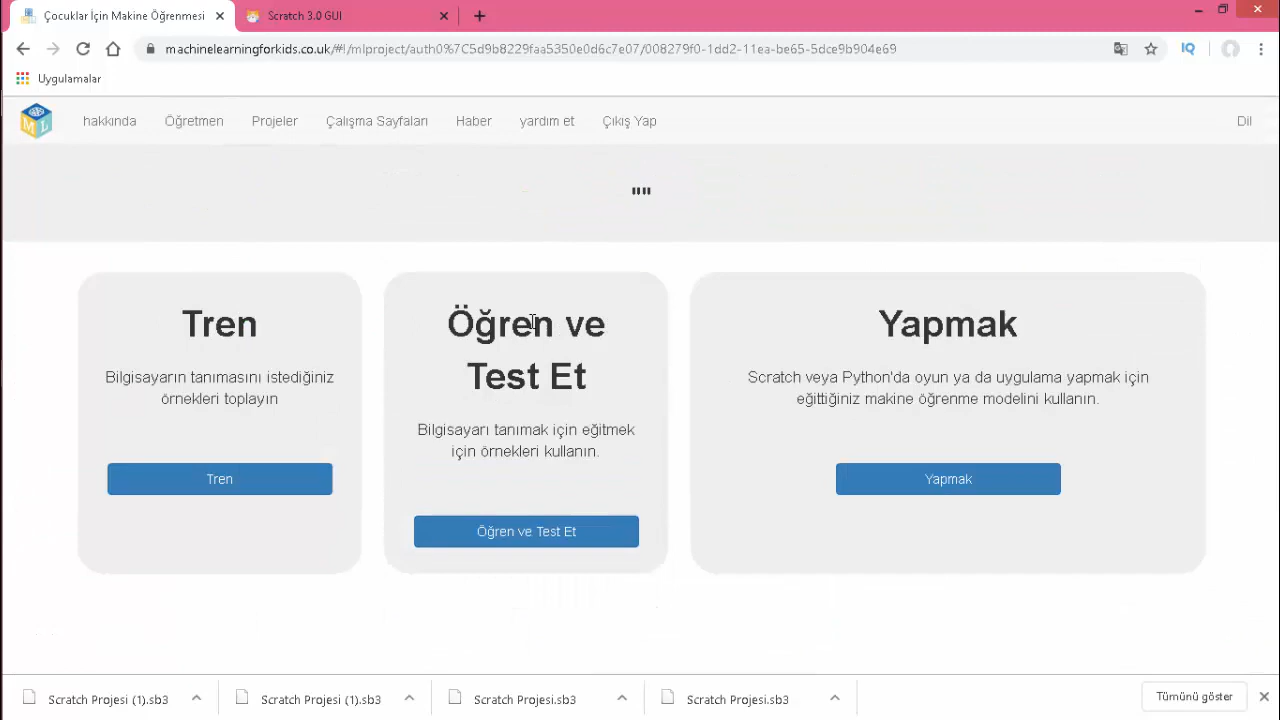 Çocuklar İçin Makine Öğrenmesi
Scratch 3.0 GUI
machinelearningforkids.co.uk/#!/mlproject/auth0%7C5d9b8229faa5350e0d6c7e07/008279f0-1dd2-11ea-be65-5dce9b904e69
IQ
Uygulamalar
ML
hakkında Öğretmen Projeler Çalışma Sayfaları Haber yardım et Çıkış Yap Dil
""
Tren
Bilgisayarın tanımasını istediğiniz
örnekleri toplayın
Tren
Öğren ve
Test Et
Bilgisayarı tanımak için eğitmek
için örnekleri kullanın.
Öğren ve Test Et
Yapmak
Scratch veya Python'da oyun ya da uygulama yapmak için
eğittiğiniz makine öğrenme modelini kullanın.
Yapmak
Scratch Projesi (1).sb3 Scratch Projesi (1).sb3 Scratch Projesi.sb3 Scratch Projesi.sb3 Tümünü göster